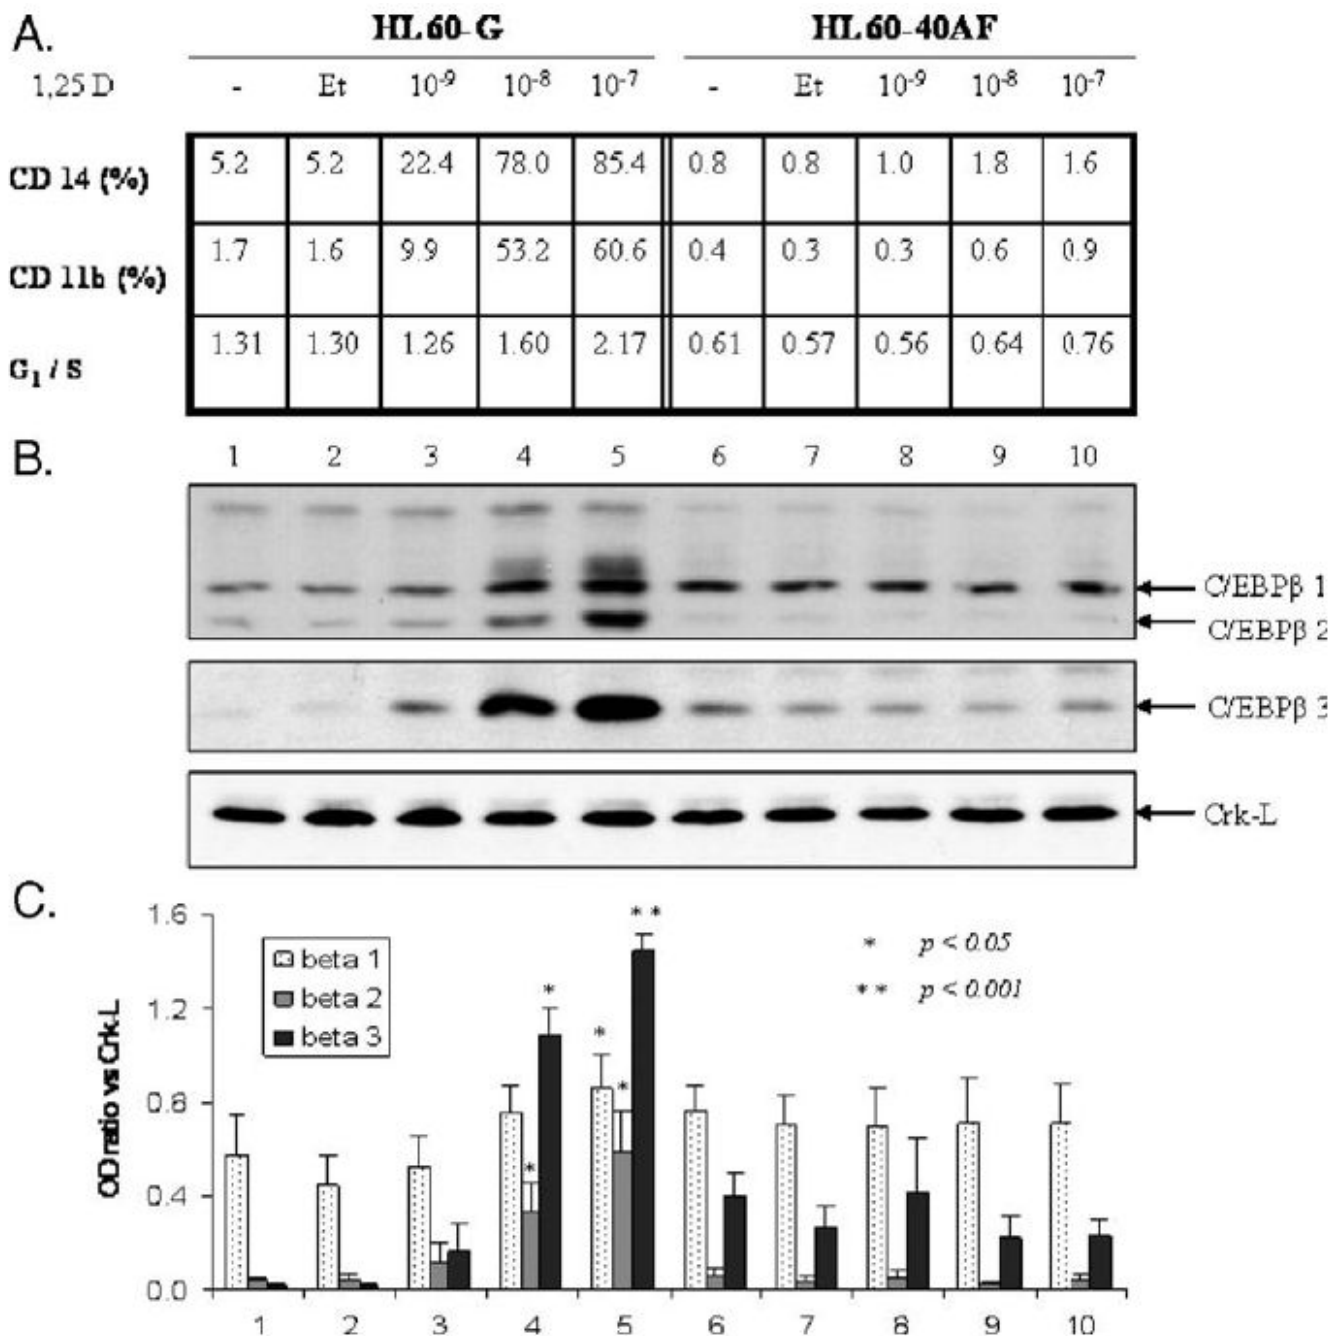 A. HL60-G HL60-40AF
1,25 D - Et 10⁻⁹ 10⁻⁸ 10⁻⁷ - Et 10⁻⁹ 10⁻⁸ 10⁻⁷
CD 14 (%) 5.2 5.2 22.4 78.0 85.4 0.8 0.8 1.0 1.8 1.6
CD 11b (%) 1.7 1.6 9.9 53.2 60.6 0.4 0.3 0.3 0.6 0.9
G₁ / S 1.31 1.30 1.26 1.60 2.17 0.61 0.57 0.56 0.64 0.76
B. 1 2 3 4 5 6 7 8 9 10
C/EBPβ 1
C/EBPβ 2
C/EBPβ 3
Crk-L
C.
OD ratio vs Crk-L
1.6
1.2
0.8
0.4
0.0
beta 1
beta 2
beta 3
* * * * * * *
* p < 0.05
* * p < 0.001
1 2 3 4 5 6 7 8 9 10